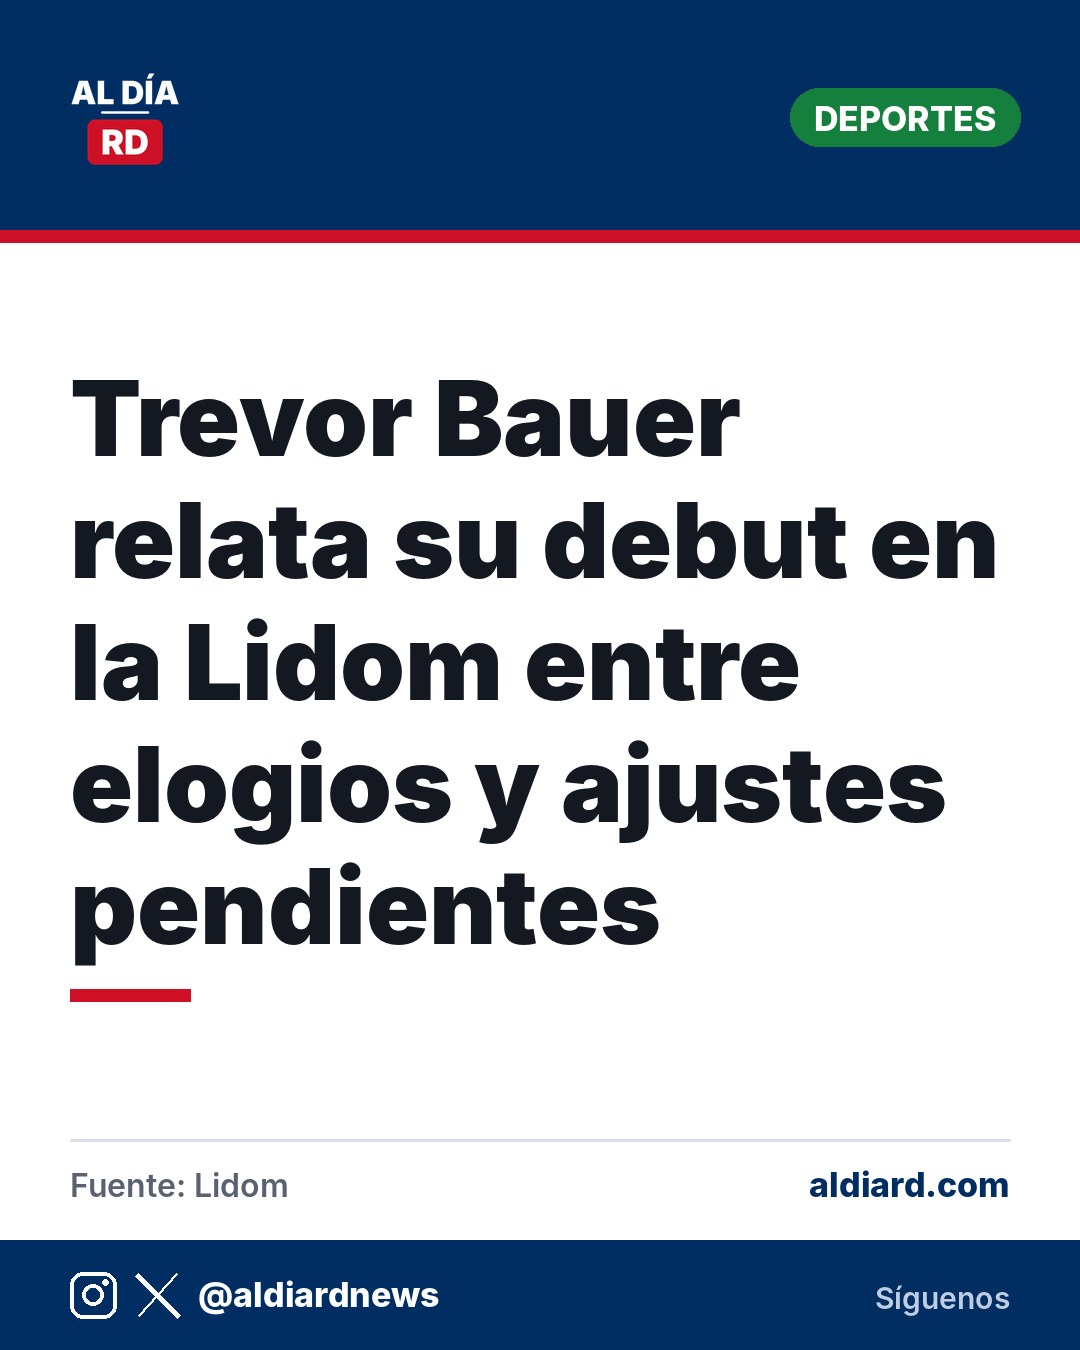 AL DÍA
RD
DEPORTES
Trevor Bauer
relata su debut en
la Lidom entre
elogios y ajustes
pendientes
Fuente: Lidom
aldiard.com
@aldiardnews
Síguenos